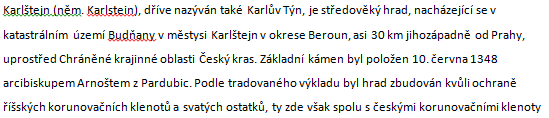 Karlštejn (něm. Karlstein), dříve nazýván také Karlův Týn, je středověký hrad, nacházející se v
katastrálním území Budňany v městysi Karlštejn v okrese Beroun, asi 30 km jihozápadně od Prahy,
uprostřed Chráněné krajinné oblasti Český kras. Základní kámen byl položen 10. června 1348
arcibiskupem Arnoštem z Pardubic. Podle tradovaného výkladu byl hrad zbudován kvůli ochraně
říšských korunovačních klenotů a svatých ostatků, ty zde však spolu s českými korunovačními klenoty